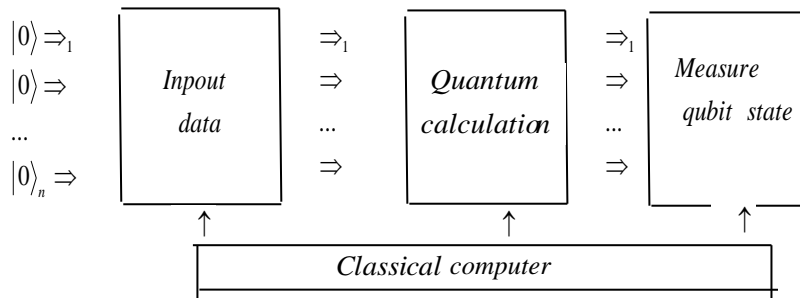 |0⟩ ⇒₁ ⇒₁ ⇒₁
|0⟩ ⇒ Inpout ⇒ Quantum ⇒ Measure
data calculation qubit state
... ... ...
|0⟩ₙ ⇒ ⇒ ⇒
↑ ↑ ↑
Classical computer